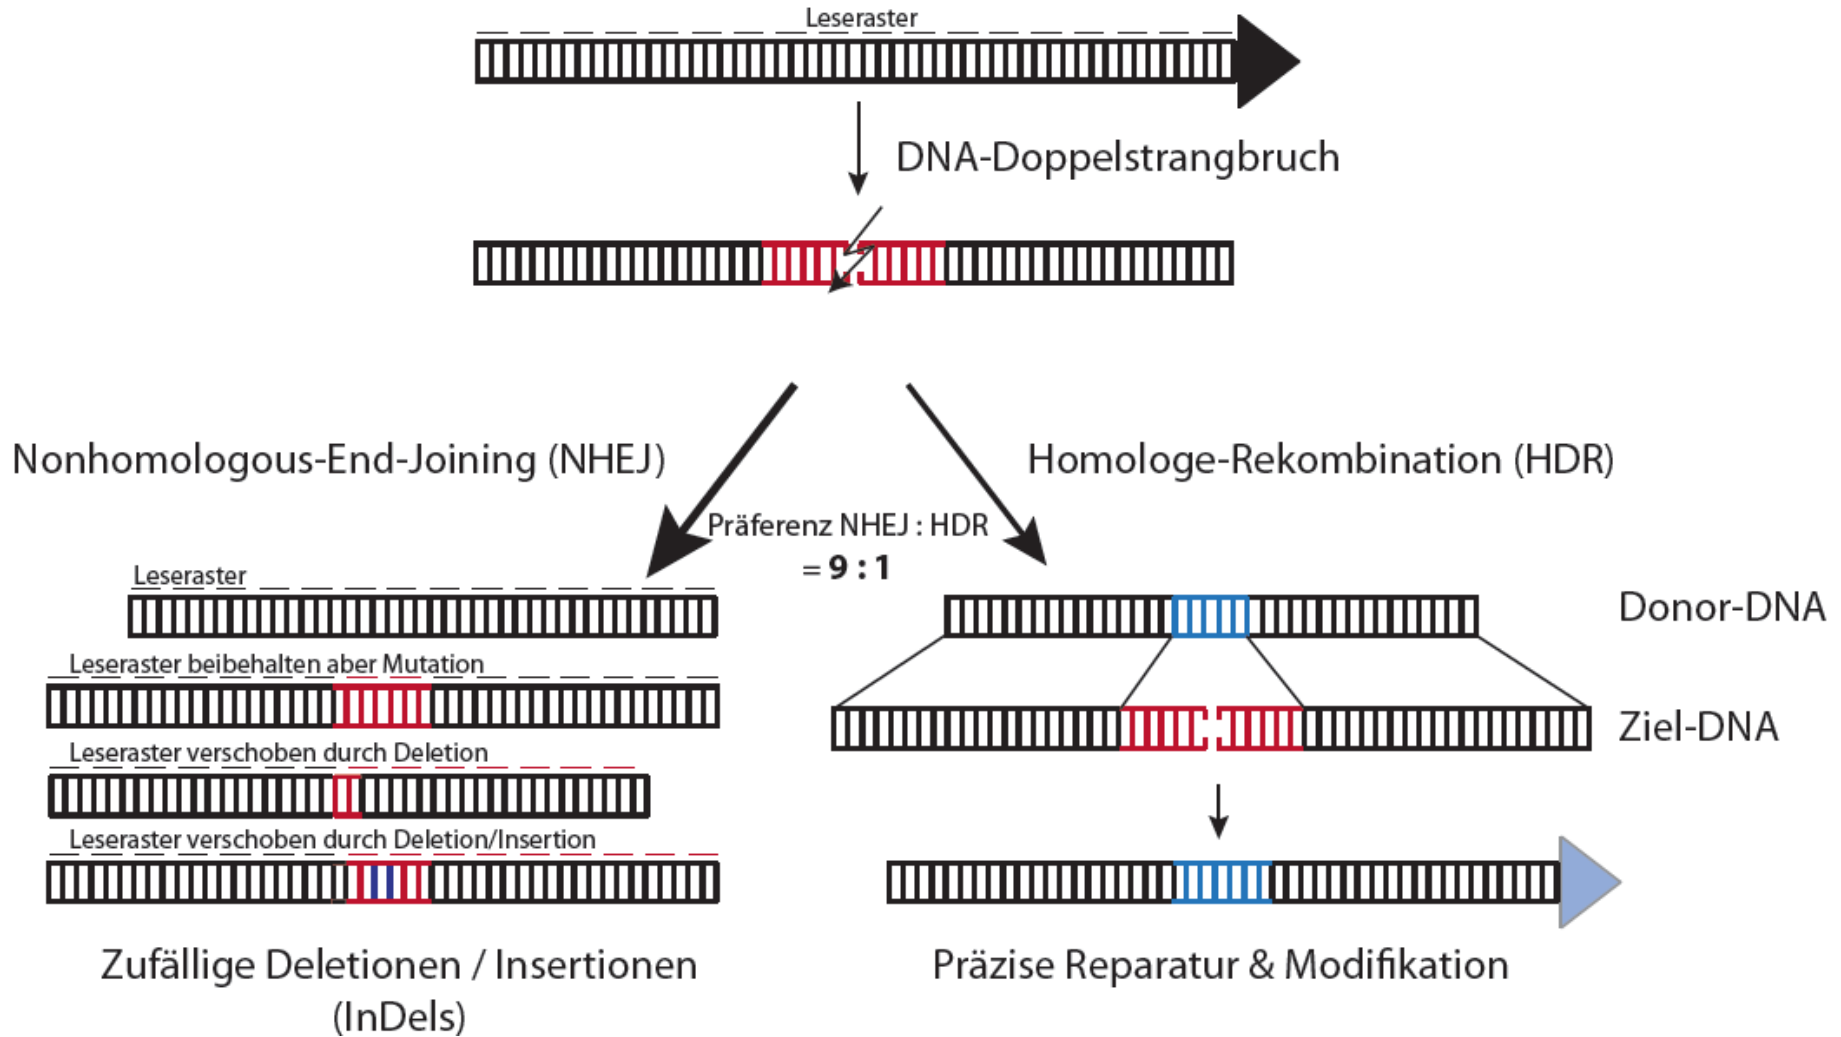 Leseraster
DNA-Doppelstrangbruch
Nonhomologous-End-Joining (NHEJ)
Homologe-Rekombination (HDR)
Präferenz NHEJ : HDR
= 9 : 1
Leseraster
Donor-DNA
Leseraster beibehalten aber Mutation
Ziel-DNA
Leseraster verschoben durch Deletion
Leseraster verschoben durch Deletion/Insertion
Zufällige Deletionen / Insertionen
(InDels)
Präzise Reparatur & Modifikation